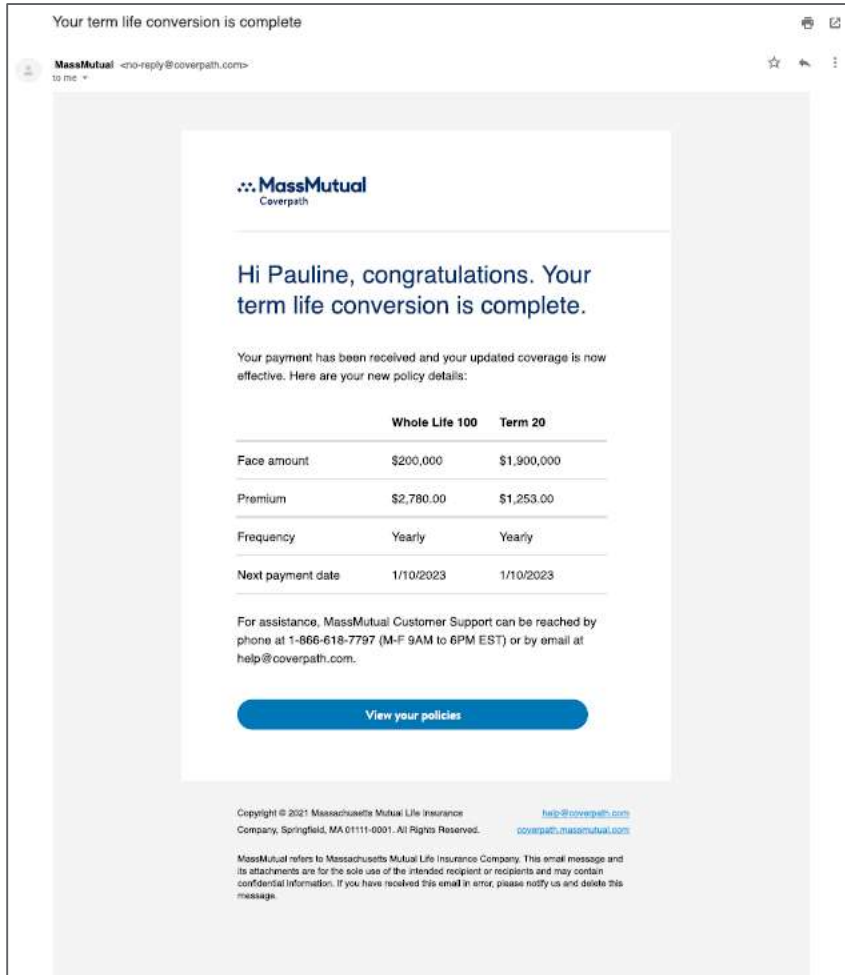 Your term life conversion is complete
MassMutual <no-reply@coverpath.com>
to me
MassMutual
Coverpath
Hi Pauline, congratulations. Your
term life conversion is complete.
Your payment has been received and your updated coverage is now
effective. Here are your new policy details:
Whole Life 100 Term 20
Face amount $200,000 $1,900,000
Premium $2,780.00 $1,253.00
Frequency Yearly Yearly
Next payment date 1/10/2023 1/10/2023
For assistance, MassMutual Customer Support can be reached by
phone at 1-866-618-7797 (M-F 9AM to 6PM EST) or by email at
help@coverpath.com.
View your policies
Copyright © 2021 Massachusetts Mutual Life Insurance help@coverpath.com
Company, Springfield, MA 01111-0001. All Rights Reserved. coverpath.massmutual.com
MassMutual refers to Massachusetts Mutual Life Insurance Company. This email message and
its attachments are for the sole use of the intended recipient or recipients and may contain
confidential information. If you have received this email in error, please notify us and delete this
message.